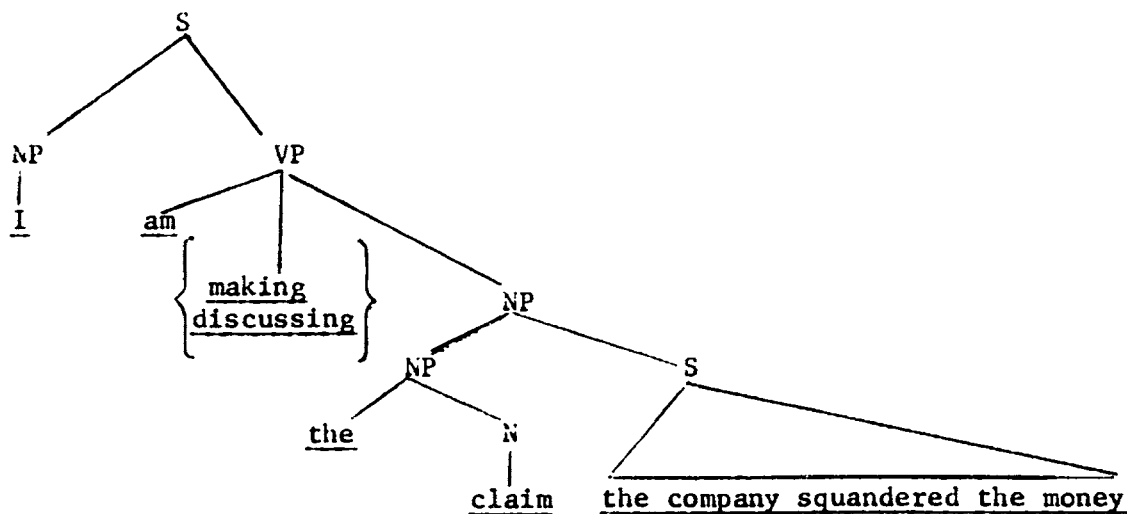 S
NP VP
I am
making
discussing
NP
NP S
the N
claim the company squandered the money